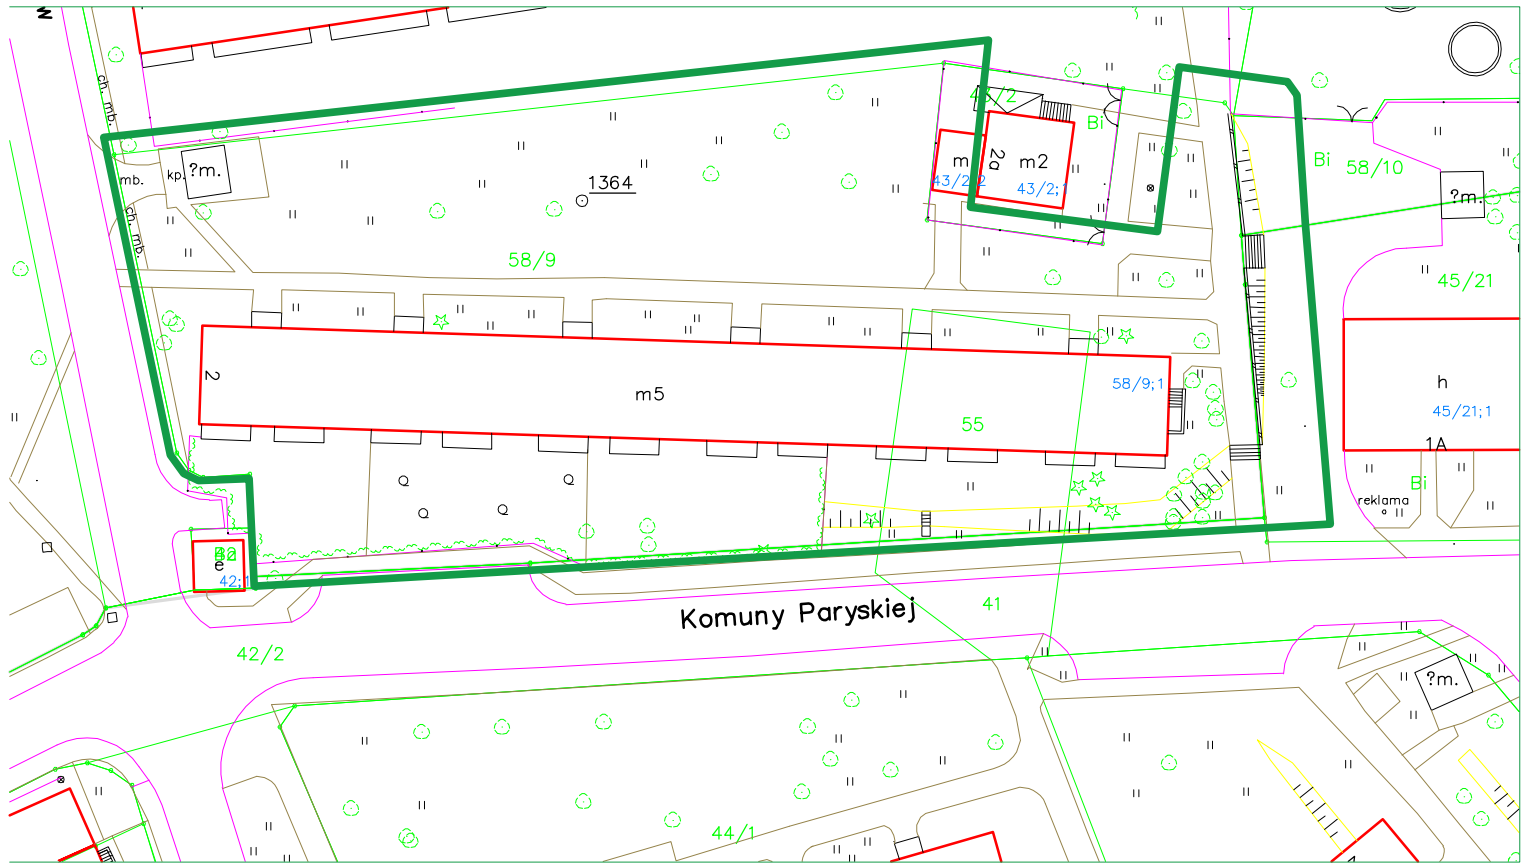 ch. mb.
43/2
Bi
Bi
58/10
?m.
kp.
mb.
1364
m
2a
m2
43/2;2
43/2;1
?m.
ch. mb.
58/9
45/21
2
m5
58/9;1
55
h
45/21;1
1A
Bi
reklama
e
42;1
41
Komuny Paryskiej
42/2
?m.
44/1